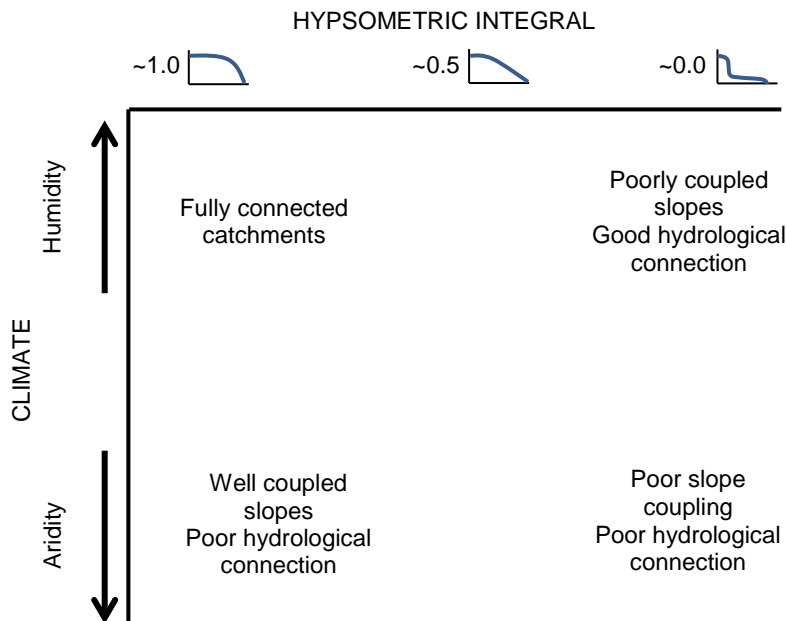 HYPSOMETRIC INTEGRAL
~1.0
~0.5
~0.0
Humidity
Fully connected
catchments
Poorly coupled
slopes
Good hydrological
connection
CLIMATE
Aridity
Well coupled
slopes
Poor hydrological
connection
Poor slope
coupling
Poor hydrological
connection